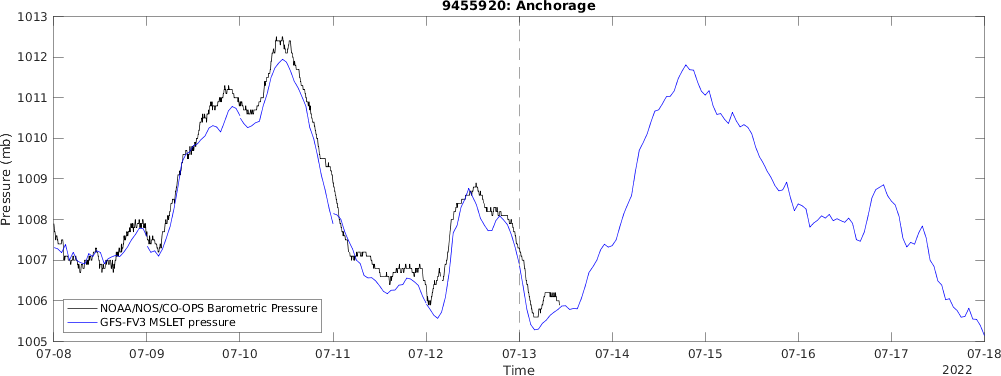 9455920: Anchorage
1013
1012
1011
1010
1009
1008
1007
1006
1005
Pressure (mb)
NOAA/NOS/CO-OPS Barometric Pressure
GFS-FV3 MSLET pressure
07-08 07-09 07-10 07-11 07-12 07-13 07-14 07-15 07-16 07-17 07-18
Time
2022